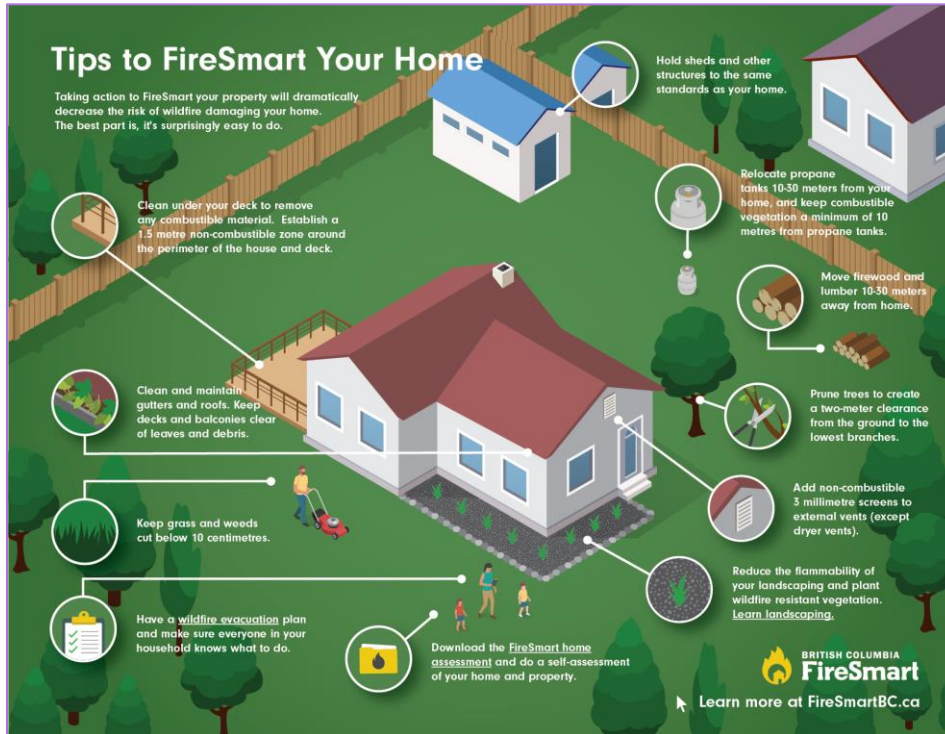 Tips to FireSmart Your Home
Taking action to FireSmart your property will dramatically
decrease the risk of wildfire damaging your home.
The best part is, it's surprisingly easy to do.
Hold sheds and other
structures to the same
standards as your home.
Clean under your deck to remove
any combustible material. Establish a
1.5 metre non-combustible zone around
the perimeter of the house and deck.
Relocate propane
tanks 10-30 meters from your
home, and keep combustible
vegetation a minimum of 10
metres from propane tanks.
Move firewood and
lumber 10-30 meters
away from home.
Clean and maintain
gutters and roofs. Keep
decks and balconies clear
of leaves and debris.
Prune trees to create
a two-meter clearance
from the ground to the
lowest branches.
Keep grass and weeds
cut below 10 centimetres.
Add non-combustible
3 millimetre screens to
external vents (except
dryer vents).
Reduce the flammability of
your landscaping and plant
wildfire resistant vegetation.
Learn landscaping.
Have a wildfire evacuation plan
and make sure everyone in your
household knows what to do.
Download the FireSmart home
assessment and do a self-assessment
of your home and property.
BRITISH COLUMBIA
FireSmart
Learn more at FireSmartBC.ca